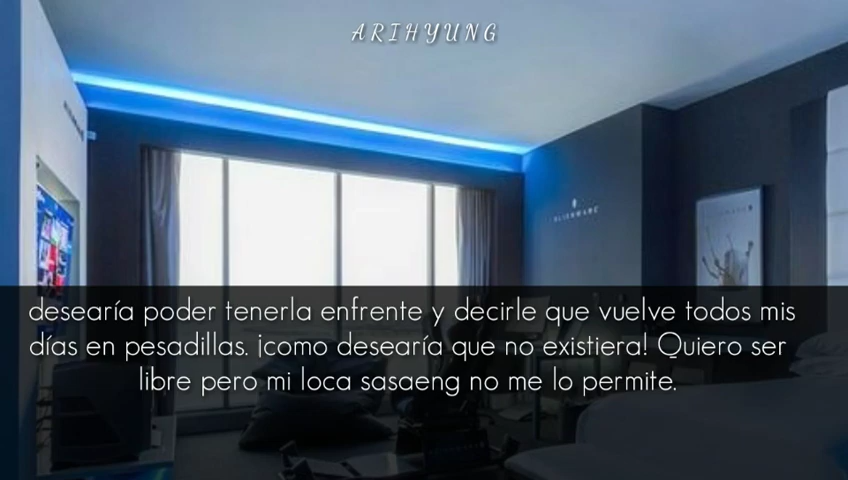 ARIHYUNG
ALIENWARE
desearía poder tenerla enfrente y decirle que vuelve todos mis
días en pesadillas. ¡como desearía que no existiera! Quiero ser
libre pero mi loca sasaeng no me lo permite.